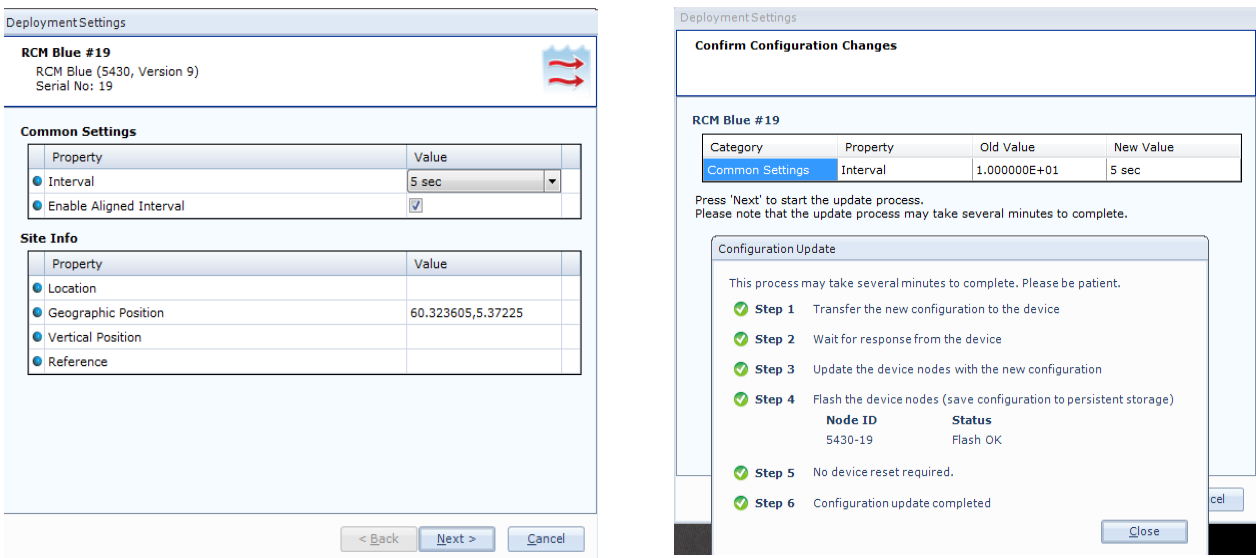 Deployment Settings
RCM Blue #19
RCM Blue (5430, Version 9)
Serial No: 19
Common Settings
Property Value
Interval 5 sec
Enable Aligned Interval
Site Info
Property Value
Location
Geographic Position 60.323605,5.37225
Vertical Position
Reference
< Back Next > Cancel
Deployment Settings
Confirm Configuration Changes
RCM Blue #19
Category Property Old Value New Value
Common Settings Interval 1.000000E+01 5 sec
Press 'Next' to start the update process.
Please note that the update process may take several minutes to complete.
Configuration Update
This process may take several minutes to complete. Please be patient.
Step 1 Transfer the new configuration to the device
Step 2 Wait for response from the device
Step 3 Update the device nodes with the new configuration
Step 4 Flash the device nodes (save configuration to persistent storage)
Node ID Status
5430-19 Flash OK
Step 5 No device reset required.
Step 6 Configuration update completed
cel
Close